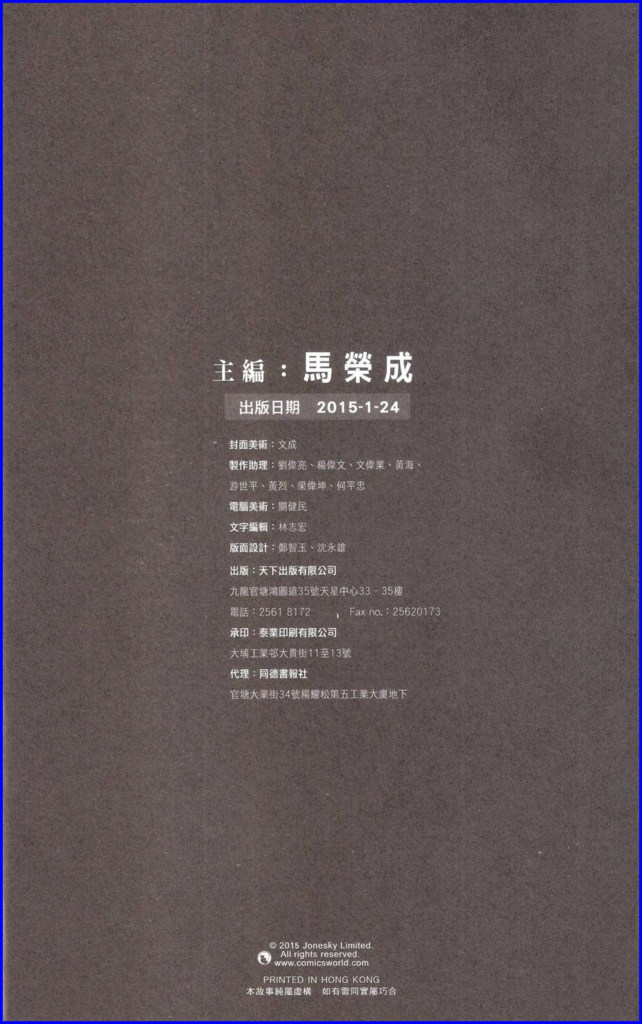 主編：馬榮成
出版日期 2015-1-24
封面美術：文成
製作助理：劉偉亮、楊偉文、文偉業、黃海、
游世平、黃烈、梁偉坤、何平忠
電腦美術：關健民
文字編輯：林志宏
版面設計：鄭智玉、沈永雄
出版：天下出版有限公司
九龍官塘鴻圖道35號天星中心33-35樓
電話：2561 8172 ， Fax no.：25620173
承印：泰業印刷有限公司
大埔工業邨大貴街11至13號
代理：同德書報社
官塘大業街34號楊耀松第五工業大廈地下
© 2015 Jonesky Limited.
All rights reserved.
www.comicsworld.com
PRINTED IN HONG KONG
本故事純屬虛構 如有雷同實屬巧合